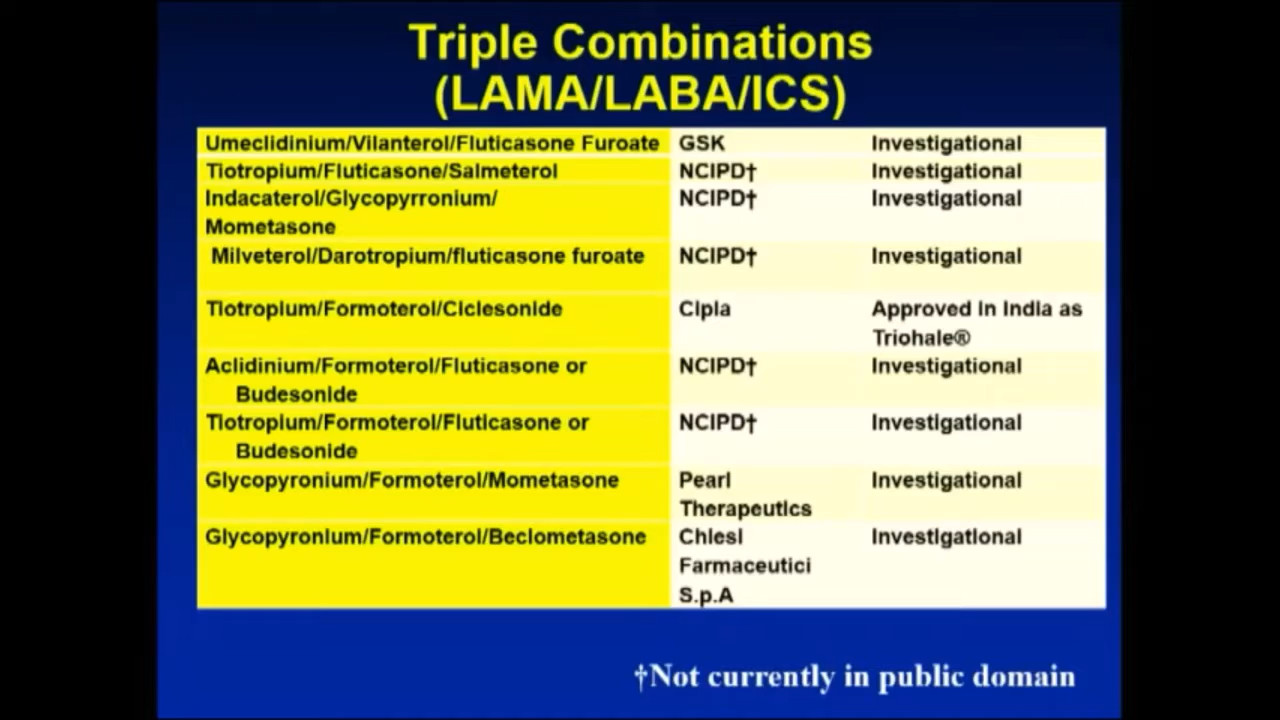 Triple Combinations
(LAMA/LABA/ICS)
Umeclidinium/Vilanterol/Fluticasone Furoate GSK Investigational
Tiotropium/Fluticasone/Salmeterol NCIPD† Investigational
Indacaterol/Glycopyrronium/ NCIPD† Investigational
Mometasone
Milveterol/Darotropium/fluticasone furoate NCIPD† Investigational
Tiotropium/Formoterol/Ciclesonide Cipla Approved in India as
Triohale®
Aclidinium/Formoterol/Fluticasone or NCIPD† Investigational
Budesonide
Tiotropium/Formoterol/Fluticasone or NCIPD† Investigational
Budesonide
Glycopyronium/Formoterol/Mometasone Pearl Investigational
Therapeutics
Glycopyronium/Formoterol/Beclometasone Chiesi Investigational
Farmaceutici
S.p.A
†Not currently in public domain